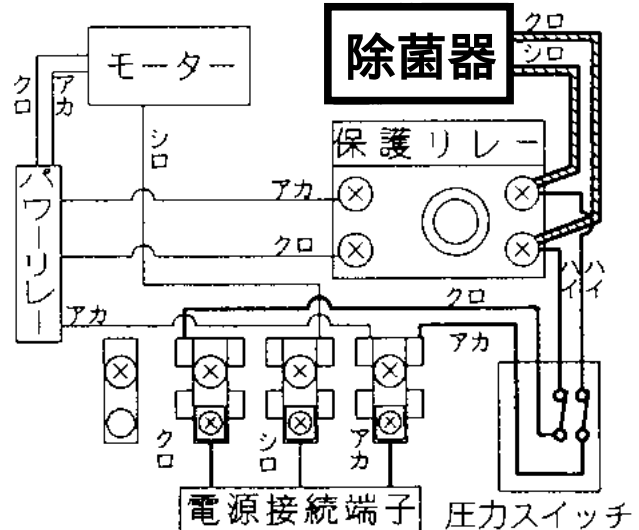 クロ
シロ
除菌器
モーター
クロ
アカ
シロ
保護リレー
パワーリレー
アカ
クロ
ハイ
ハイ
アカ
クロ
アカ
クロ
シロ
アカ
電源接続端子
圧力スイッチ